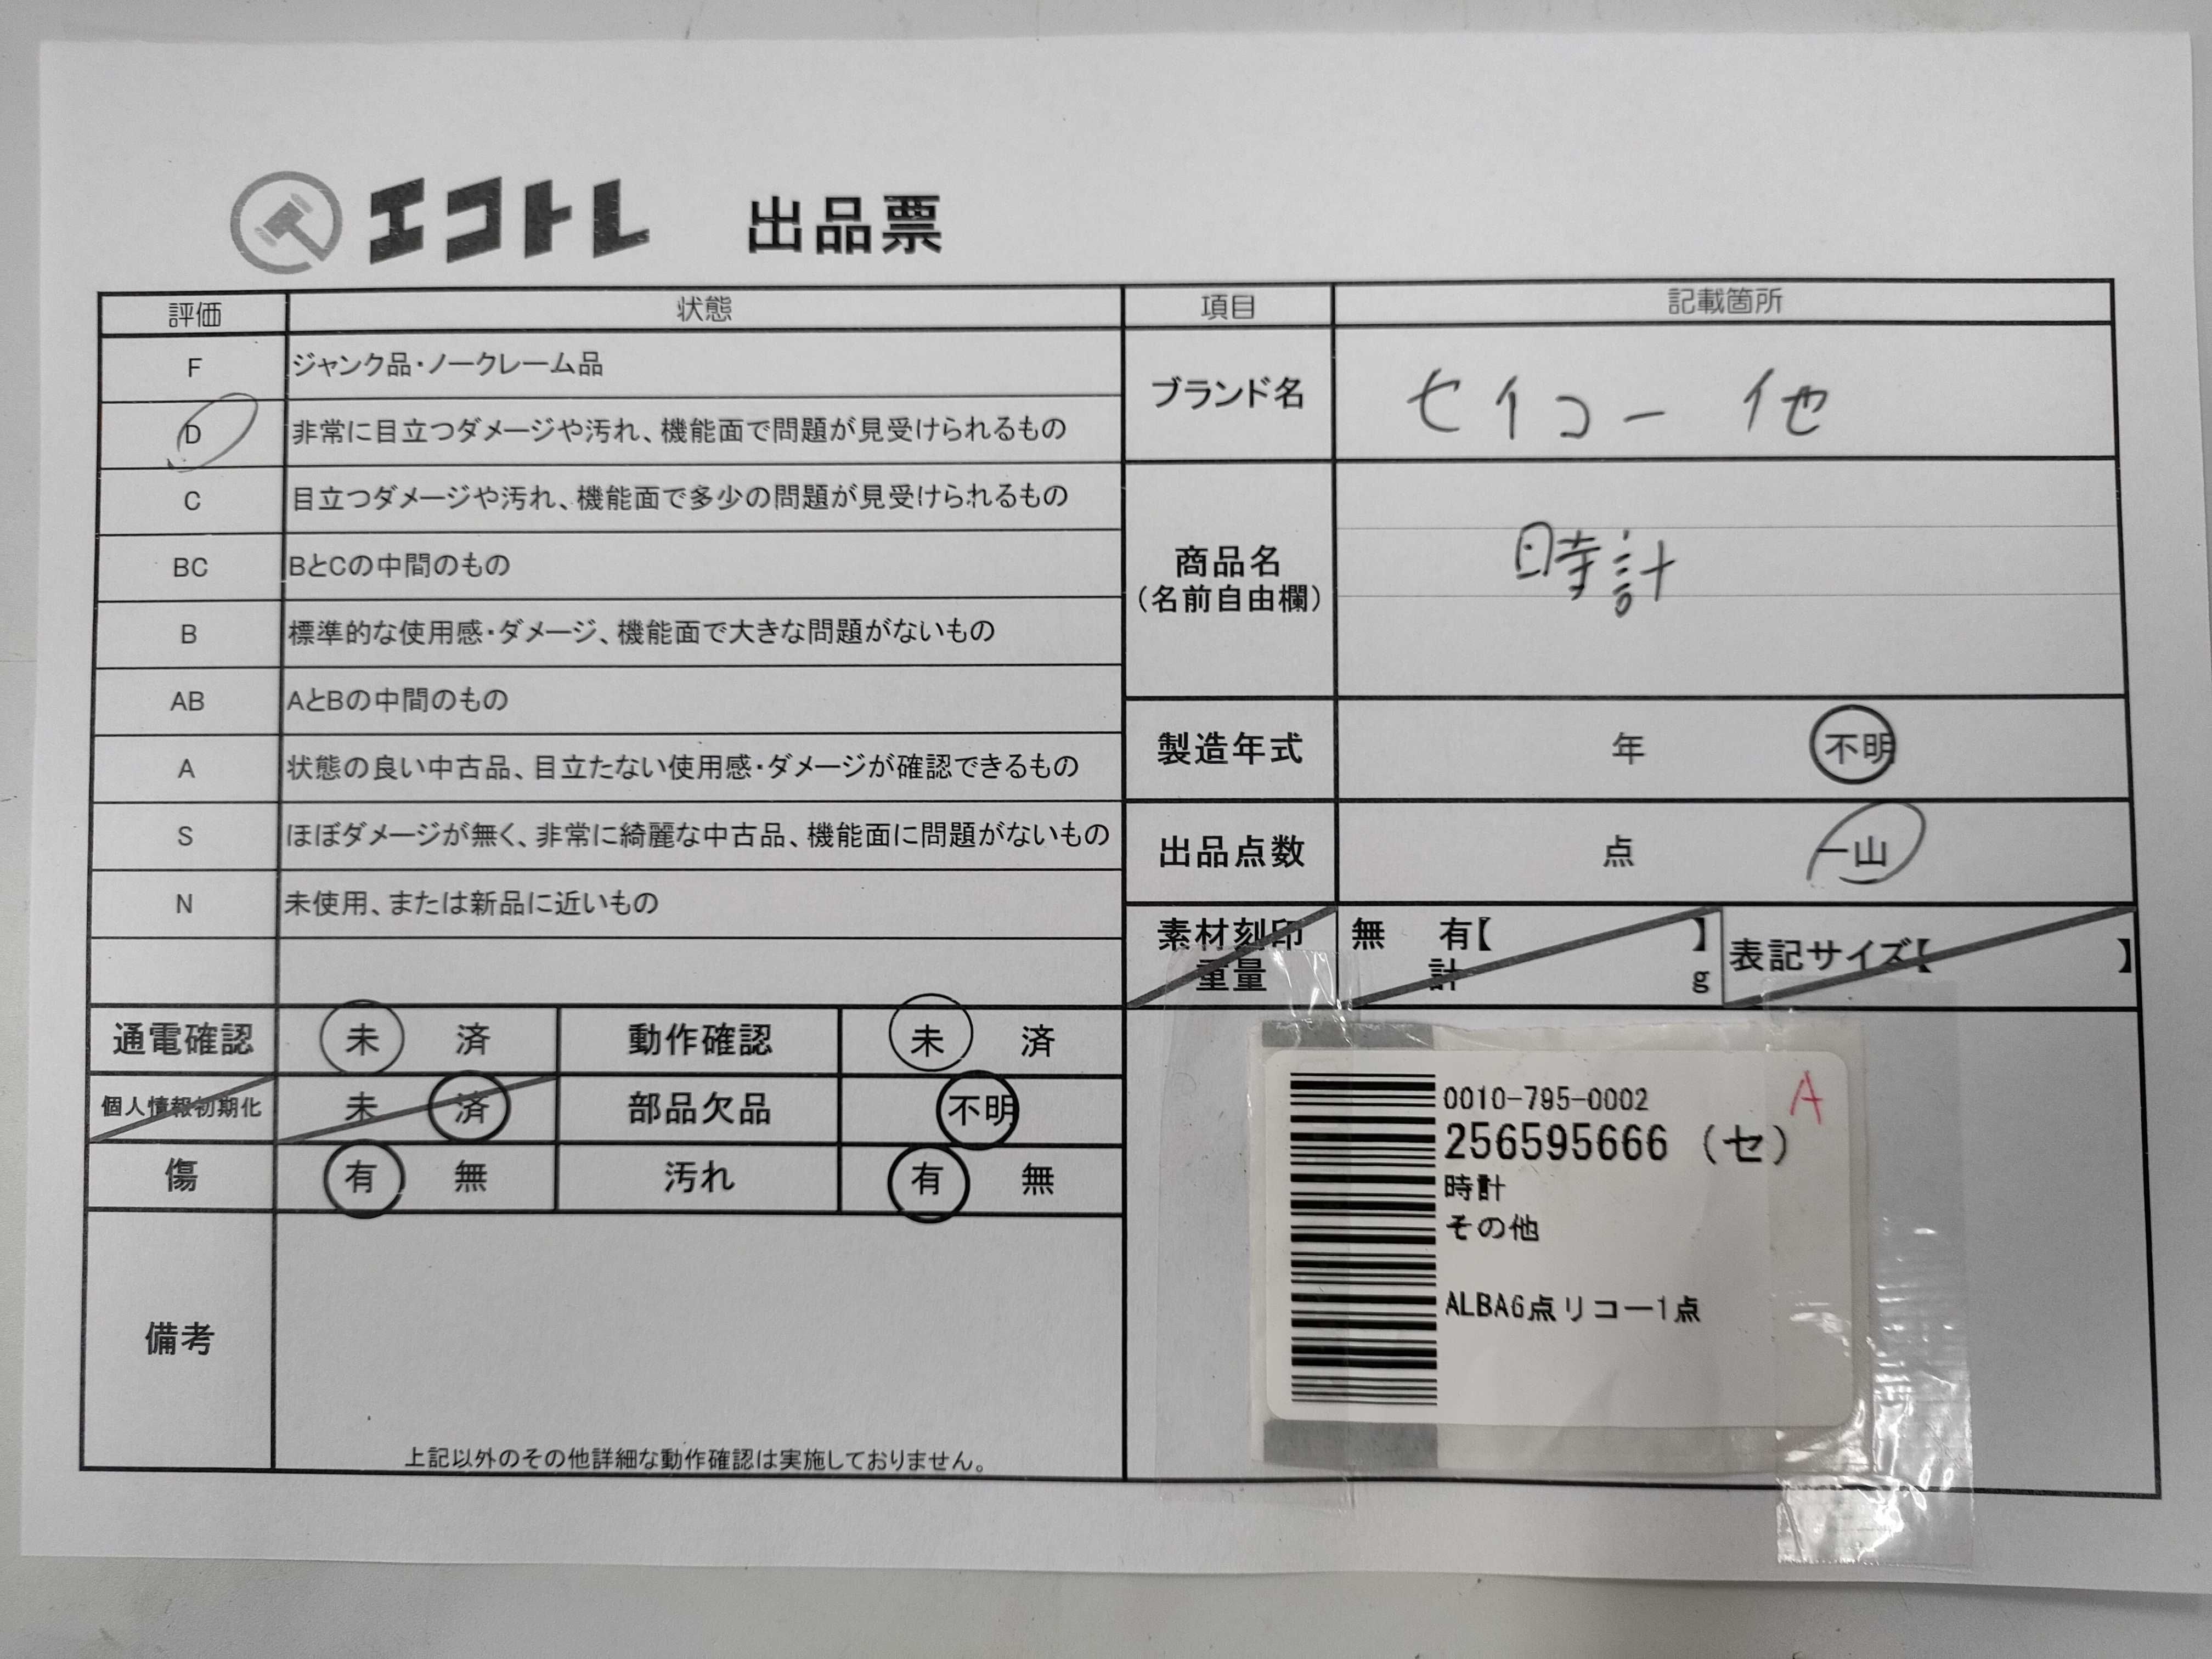 エコトレ 出品票
評価 状態
F ジャンク品・ノークレーム品
D 非常に目立つダメージや汚れ、機能面で問題が見受けられるもの
C 目立つダメージや汚れ、機能面で多少の問題が見受けられるもの
BC BとCの中間のもの
B 標準的な使用感・ダメージ、機能面で大きな問題がないもの
AB AとBの中間のもの
A 状態の良い中古品、目立たない使用感・ダメージが確認できるもの
S ほぼダメージが無く、非常に綺麗な中古品、機能面に問題がないもの
N 未使用、または新品に近いもの
通電確認 未 済 動作確認 未 済
個人情報初期化 未 済 部品欠品 不明
傷 有 無 汚れ 有 無
備考
上記以外のその他詳細な動作確認は実施しておりません。
項目 記載箇所
ブランド名 セイコー 他
商品名
(名前自由欄)
時計
製造年式 年 不明
出品点数 点 一山
素材刻印 無 有【 】
重量 計 g
表記サイズ【 】
0010-795-0002
A
256595666 (セ)
時計
その他
ALBA6点リコー1点